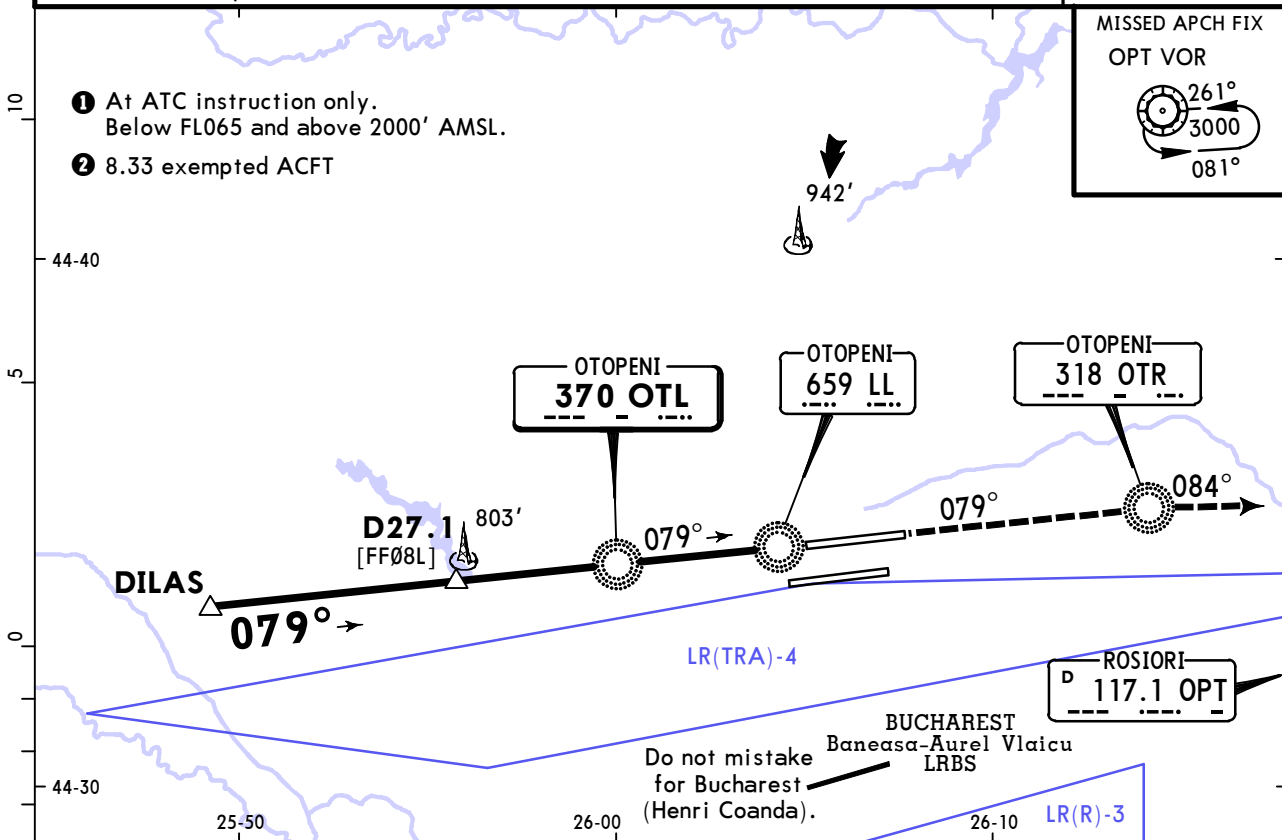 MISSED APCH FIX
OPT VOR
261°
3000
081°
10
❶ At ATC instruction only.
Below FL065 and above 2000' AMSL.
❷ 8.33 exempted ACFT
942'
44-40
5
OTOPENI
370 OTL
OTOPENI
659 LL
OTOPENI
318 OTR
D27.1
[FFØ8L]
803'
079°
079°
084°
DILAS
079°
0
LR(TRA)-4
ROSIORI
D 117.1 OPT
BUCHAREST
Baneasa-Aurel Vlaicu
LRBS
Do not mistake
for Bucharest
(Henri Coanda).
44-30
LR(R)-3
25-50
26-00
26-10